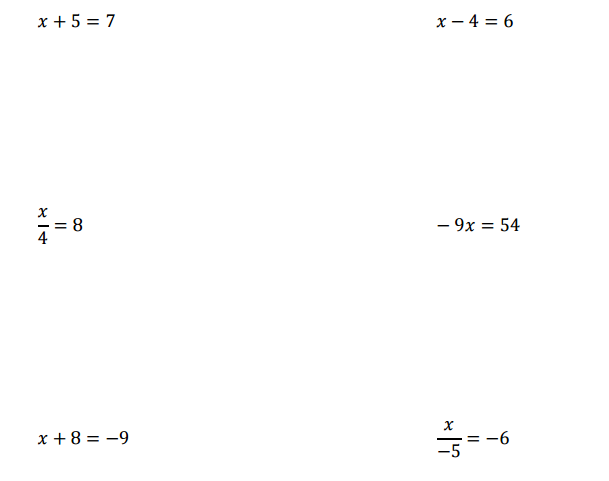 x + 5 = 7
x − 4 = 6
x/4 = 8
− 9x = 54
x + 8 = −9
x/−5 = −6